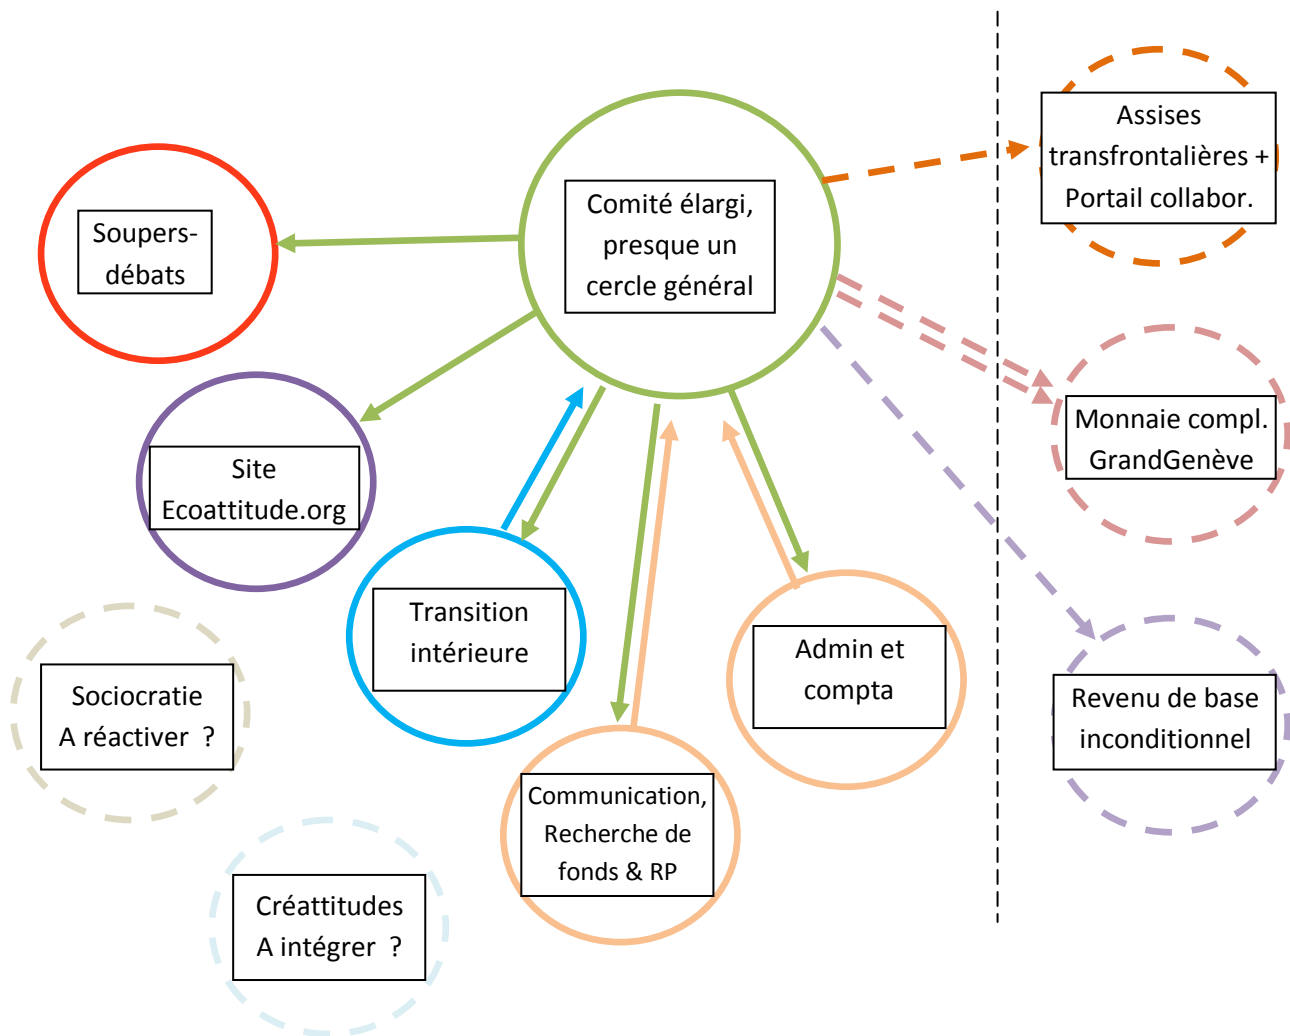 Assises
transfrontalières +
Portail collabor.
Comité élargi,
presque un
cercle général
Soupers-
débats
Monnaie compl.
GrandGenève
Site
Ecoattitude.org
Transition
intérieure
Admin et
compta
Sociocratie
A réactiver ?
Revenu de base
inconditionnel
Communication,
Recherche de
fonds & RP
Créattitudes
A intégrer ?